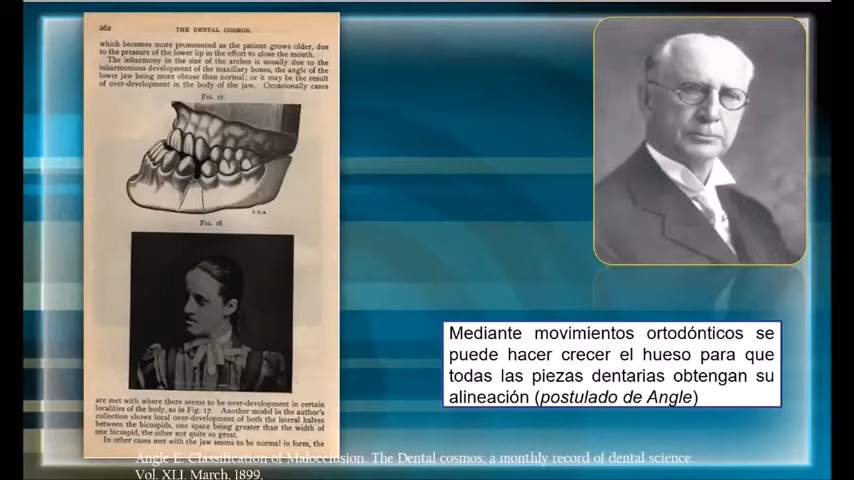 262
THE DENTAL COSMOS.
which becomes more pronounced as the patient grows older, due
to the pressure of the lower lip in the effort to close the mouth.
The inharmony in the size of the arches is usually due to the
inharmonious development of the maxillary bones, the angle of the
lower jaw being more obtuse than normal; or it may be the result
of over-development in the body of the jaw. Occasionally cases
FIG. 17.
E.H.A
FIG. 18.
are met with where there seems to be over-development in certain
localities of the body, as in Fig. 17. Another model in the author's
collection shows local over-development of both the lateral halves
between the bicuspids, one space being greater than the width of
one bicuspid, the other not quite so great.
In other cases met with the jaw seems to be normal in form, the
Mediante movimientos ortodónticos se
puede hacer crecer el hueso para que
todas las piezas dentarias obtengan su
alineación (postulado de Angle)
Angle E. Classification of Malocclusion. The Dental cosmos; a monthly record of dental science.
Vol. XLI. March, 1899.